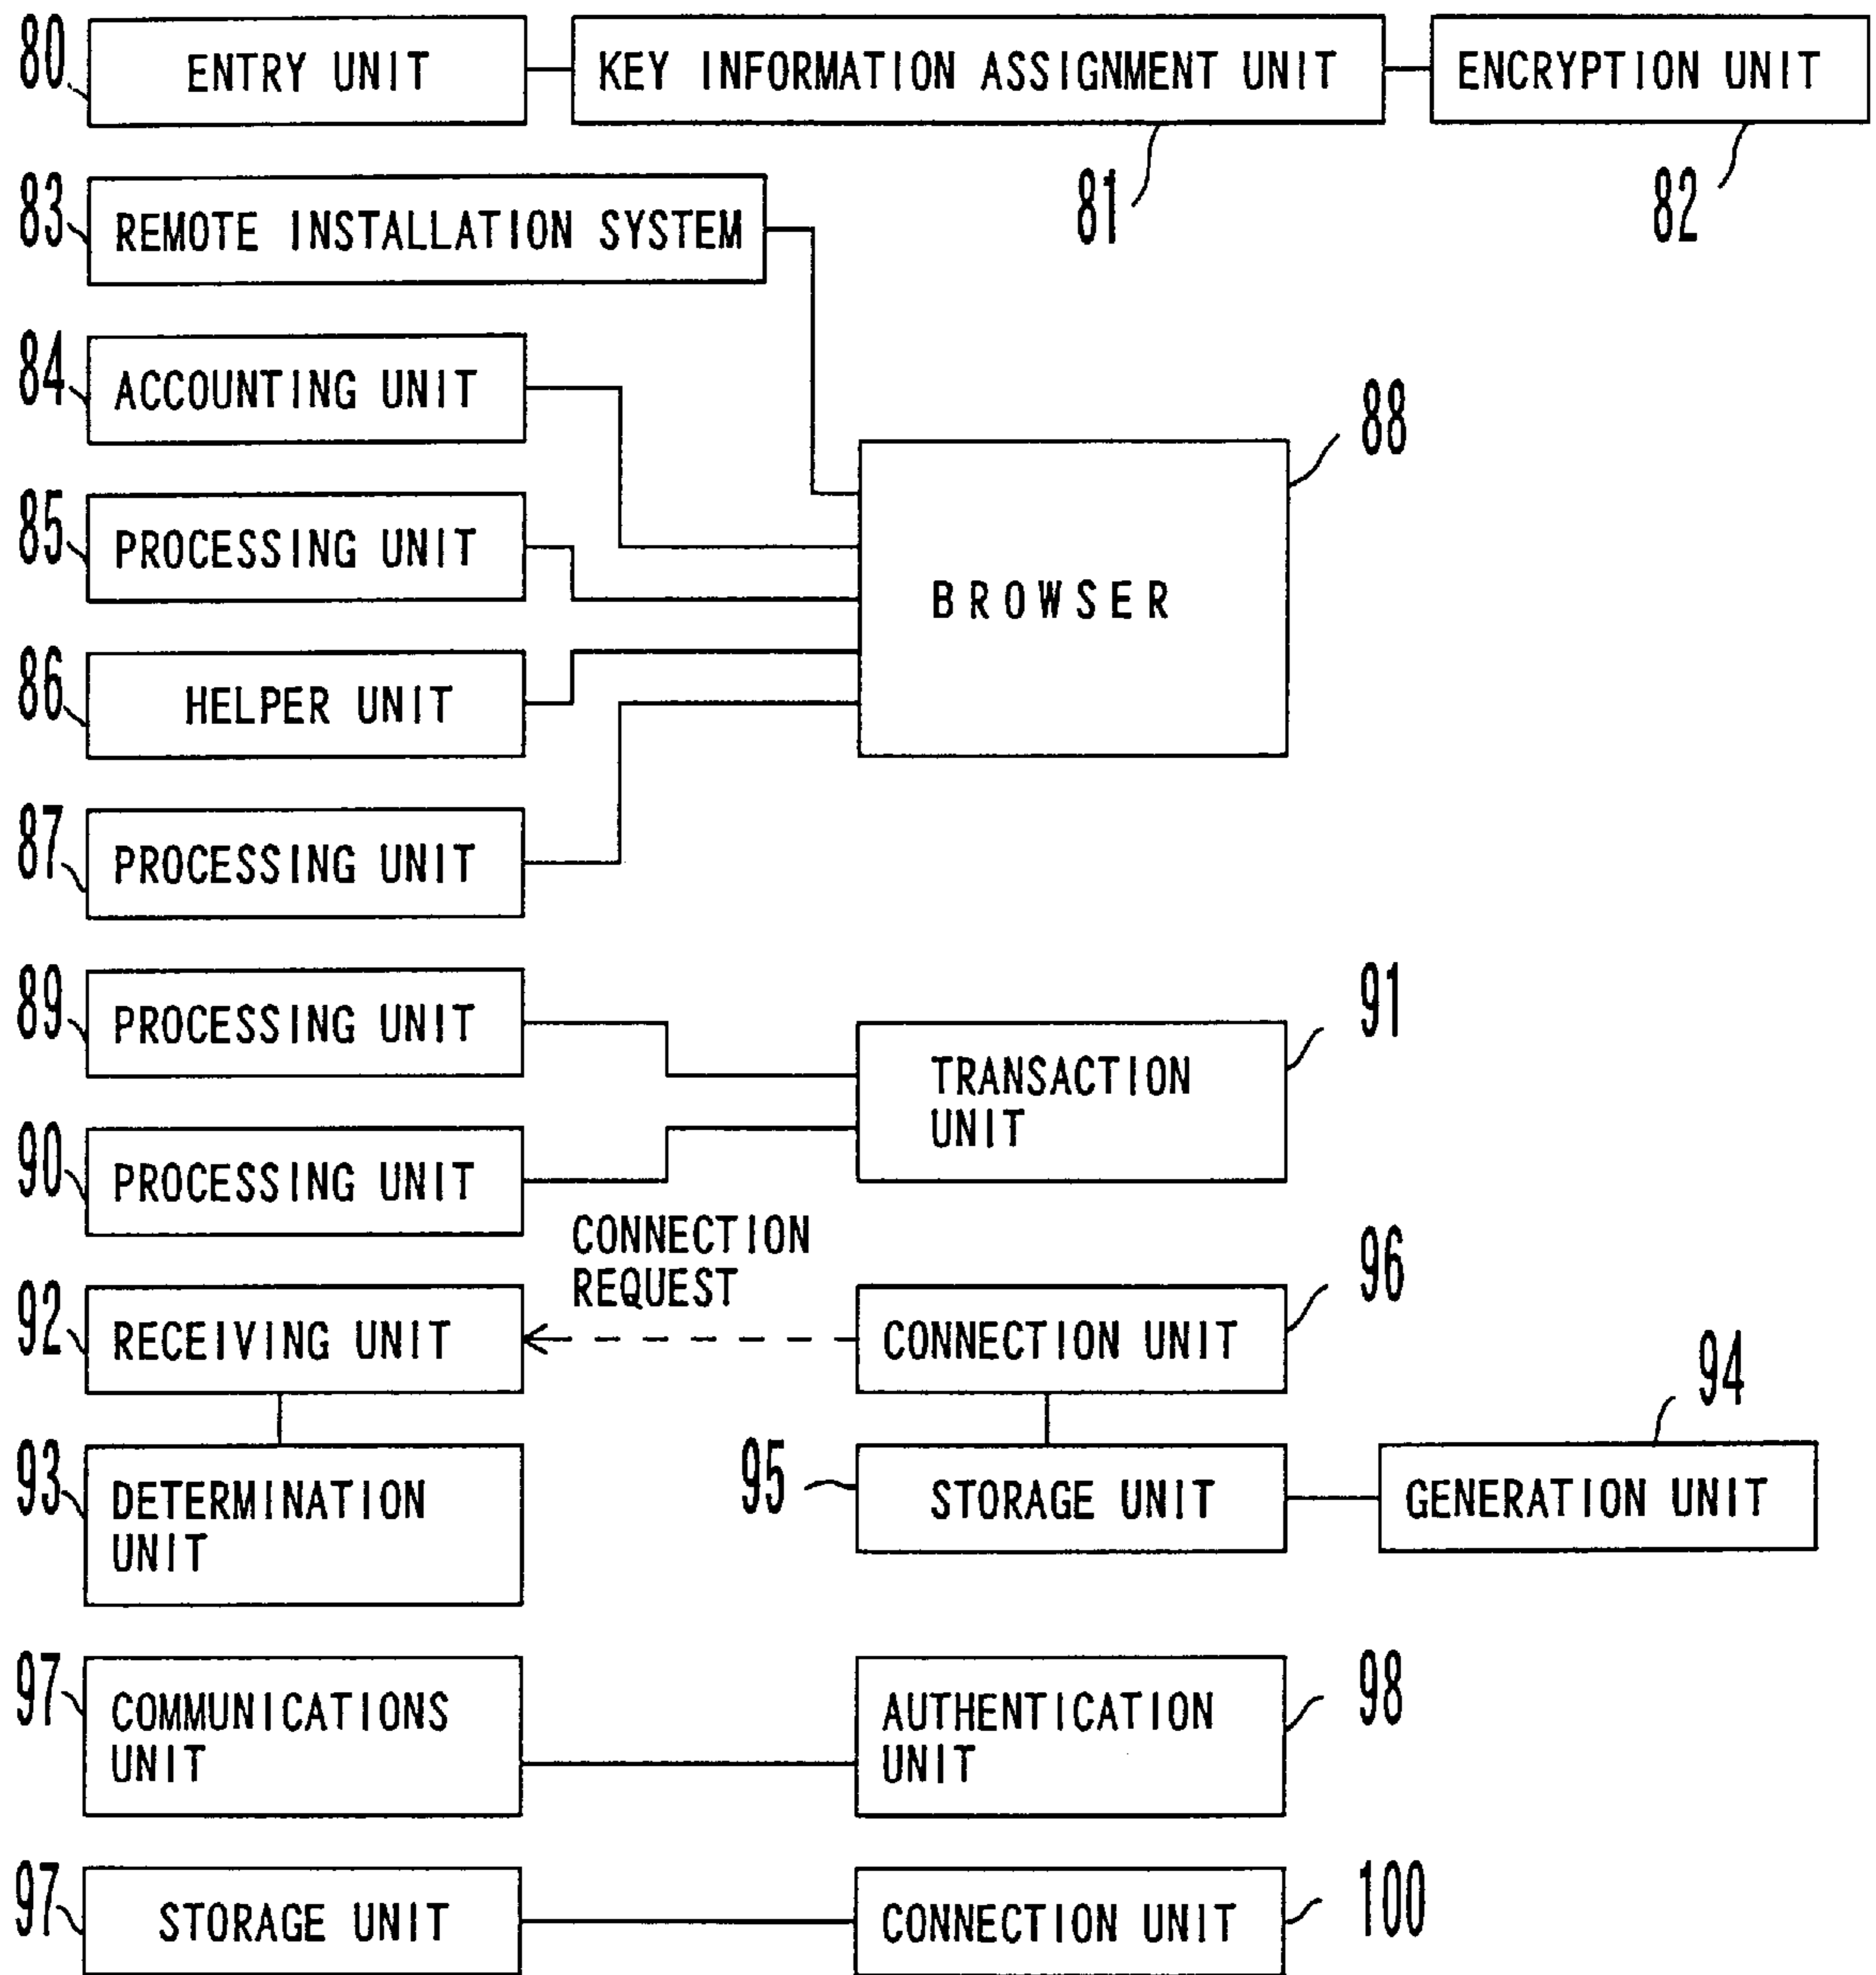 80
ENTRY UNIT
KEY INFORMATION ASSIGNMENT UNIT
ENCRYPTION UNIT
81
82
83
REMOTE INSTALLATION SYSTEM
84
ACCOUNTING UNIT
88
85
PROCESSING UNIT
BROWSER
86
HELPER UNIT
87
PROCESSING UNIT
89
PROCESSING UNIT
91
TRANSACTION
UNIT
90
PROCESSING UNIT
CONNECTION
REQUEST
96
92
RECEIVING UNIT
CONNECTION UNIT
94
93
DETERMINATION
UNIT
95
STORAGE UNIT
GENERATION UNIT
97
COMMUNICATIONS
UNIT
AUTHENTICATION
UNIT
98
97
STORAGE UNIT
CONNECTION UNIT
100